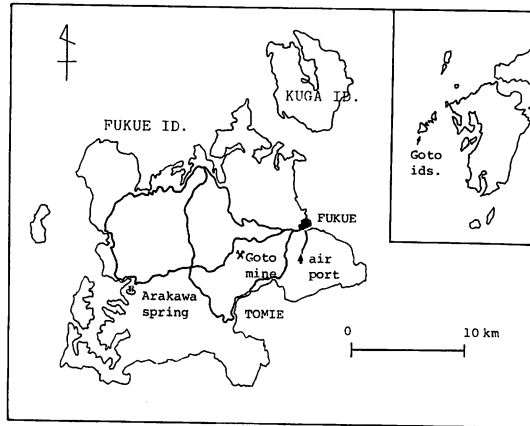 KUGA ID.
FUKUE ID.
Goto
ids.
FUKUE
Goto
mine
air
port
Arakawa
spring
TOMIE
0 10 km